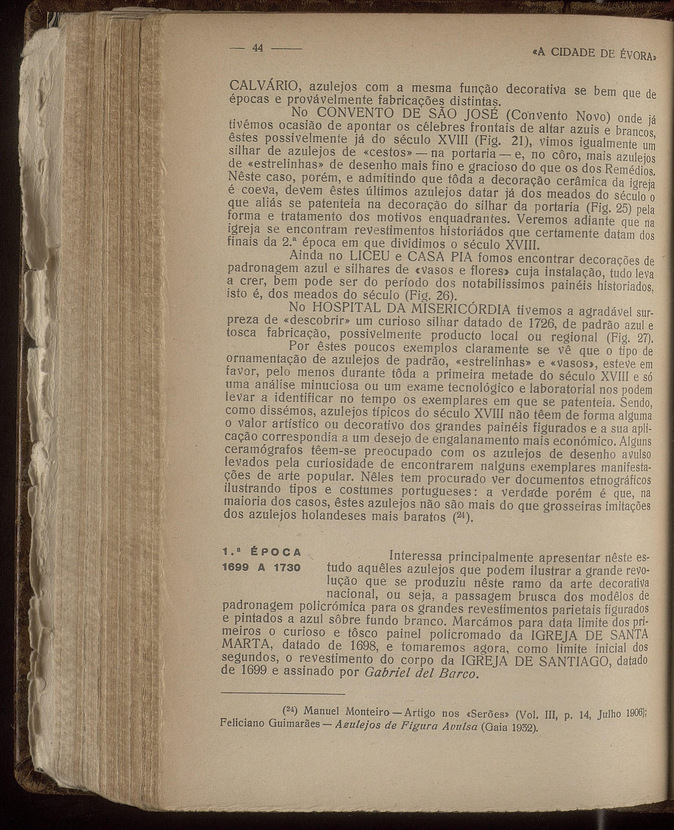 — 44 —
«A CIDADE DE ÉVORA»
CALVÁRIO, azulejos com a mesma função decorativa se bem que de
épocas e provávelmente fabricações distintas.
No CONVENTO DE SÃO JOSÉ (Convento Novo) onde já
tivémos ocasião de apontar os célebres frontais de altar azuis e brancos,
êstes possivelmente já do século XVIII (Fig. 21), vimos igualmente um
silhar de azulejos de «cestos» — na portaria — e, no côro, mais azulejos
de «estrelinhas» de desenho mais fino e gracioso do que os dos Remédios.
Nêste caso, porém, e admitindo que tôda a decoração cerâmica da igreja
é coeva, devem êstes últimos azulejos datar já dos meados do século o
que aliás se patenteia na decoração do silhar da portaria (Fig. 25) pela
forma e tratamento dos motivos enquadrantes. Veremos adiante que na
igreja se encontram revestimentos historiádos que certamente datam dos
finais da 2.ª época em que dividimos o século XVIII.
Ainda no LICEU e CASA PIA fomos encontrar decorações de
padronagem azul e silhares de «vasos e flores» cuja instalação, tudo leva
a crer, bem pode ser do período dos notabilíssimos painéis historiados,
isto é, dos meados do século (Fig. 26).
No HOSPITAL DA MISERICÓRDIA tivemos a agradável sur-
preza de «descobrir» um curioso silhar datado de 1726, de padrão azul e
tosca fabricação, possivelmente producto local ou regional (Fig. 27).
Por êstes poucos exemplos claramente se vê que o tipo de
ornamentação de azulejos de padrão, «estrelinhas» e «vasos», esteve em
favor, pelo menos durante tôda a primeira metade do século XVIII e só
uma análise minuciosa ou um exame tecnológico e laboratorial nos podem
levar a identificar no tempo os exemplares em que se patenteia. Sendo,
como dissémos, azulejos típicos do século XVIII não têem de forma alguma
o valor artístico ou decorativo dos grandes painéis figurados e a sua apli-
cação correspondia a um desejo de engalanamento mais económico. Alguns
ceramógrafos têem-se preocupado com os azulejos de desenho avulso
levados pela curiosidade de encontrarem nalguns exemplares manifesta-
ções de arte popular. Nêles tem procurado ver documentos etnográficos
ilustrando tipos e costumes portugueses: a verdade porém é que, na
maioria dos casos, êstes azulejos não são mais do que grosseiras imitações
dos azulejos holandeses mais baratos (24).
1.ª ÉPOCA
1699 A 1730
Interessa principalmente apresentar nêste es-
tudo aquêles azulejos que podem ilustrar a grande revo-
lução que se produziu nêste ramo da arte decorativa
nacional, ou seja, a passagem brusca dos modêlos de
padronagem policrómica para os grandes revestimentos parietais figurados
e pintados a azul sôbre fundo branco. Marcámos para data limite dos pri-
meiros o curioso e tôsco painel policromado da IGREJA DE SANTA
MARTA, datado de 1698, e tomaremos agora, como limite inicial dos
segundos, o revestimento do corpo da IGREJA DE SANTIAGO, datado
de 1699 e assinado por Gabriel del Barco.
(24) Manuel Monteiro — Artigo nos «Serões» (Vol. III, p. 14, Julho 1906);
Feliciano Guimarães — Azulejos de Figura Avulsa (Gaia 1932).